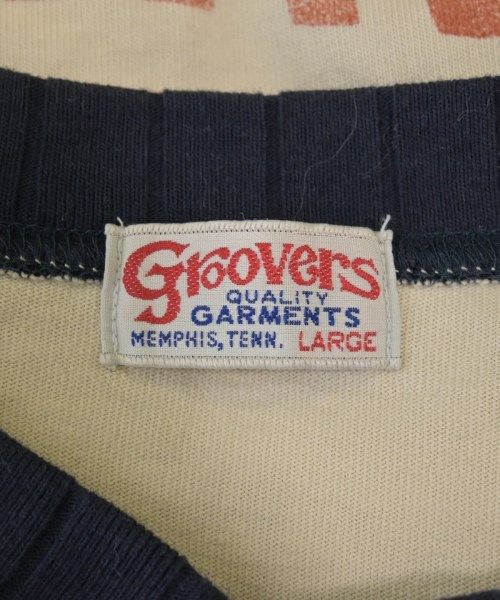 Groovers
QUALITY
GARMENTS
MEMPHIS, TENN. LARGE